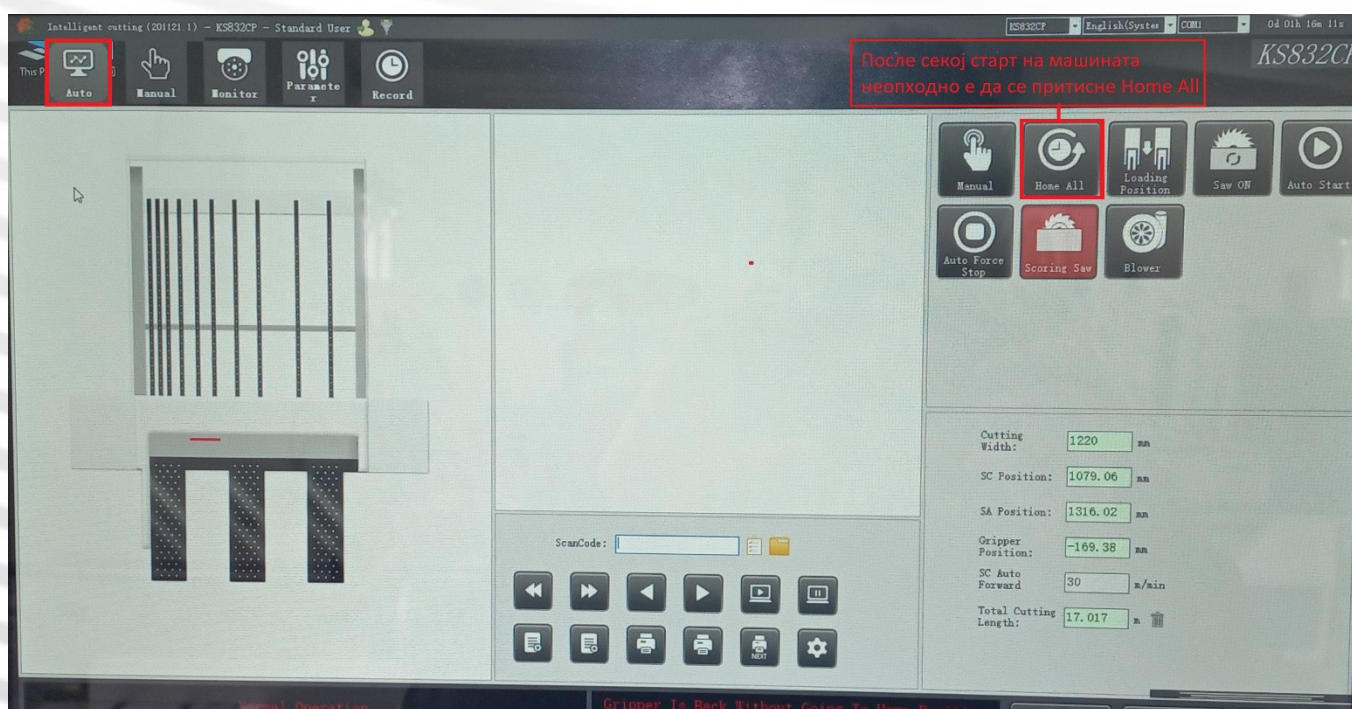 Intelligent cutting (201121.1) - KS832CP - Standard User
KS832CP
English(System
COM1
0d 01h 16m 11s
This P
Auto
Manual
Monitor
Paramete
r
Record
После секој старт на машината
неопходно е да се притисне Home All
KS832CP
Manual
Home All
Loading
Position
Saw ON
Auto Start
Auto Force
Stop
Scoring Saw
Blower
Cutting
Width:
1220
mm
SC Position:
1079.06
mm
SA Position:
1316.02
mm
Gripper
Position:
-169.38
mm
SC Auto
Forward
30
m/min
Total Cutting
Length:
17.017
m
ScanCode:
NEXT
Normal Operation
Gripper Is Back Without Going To Home